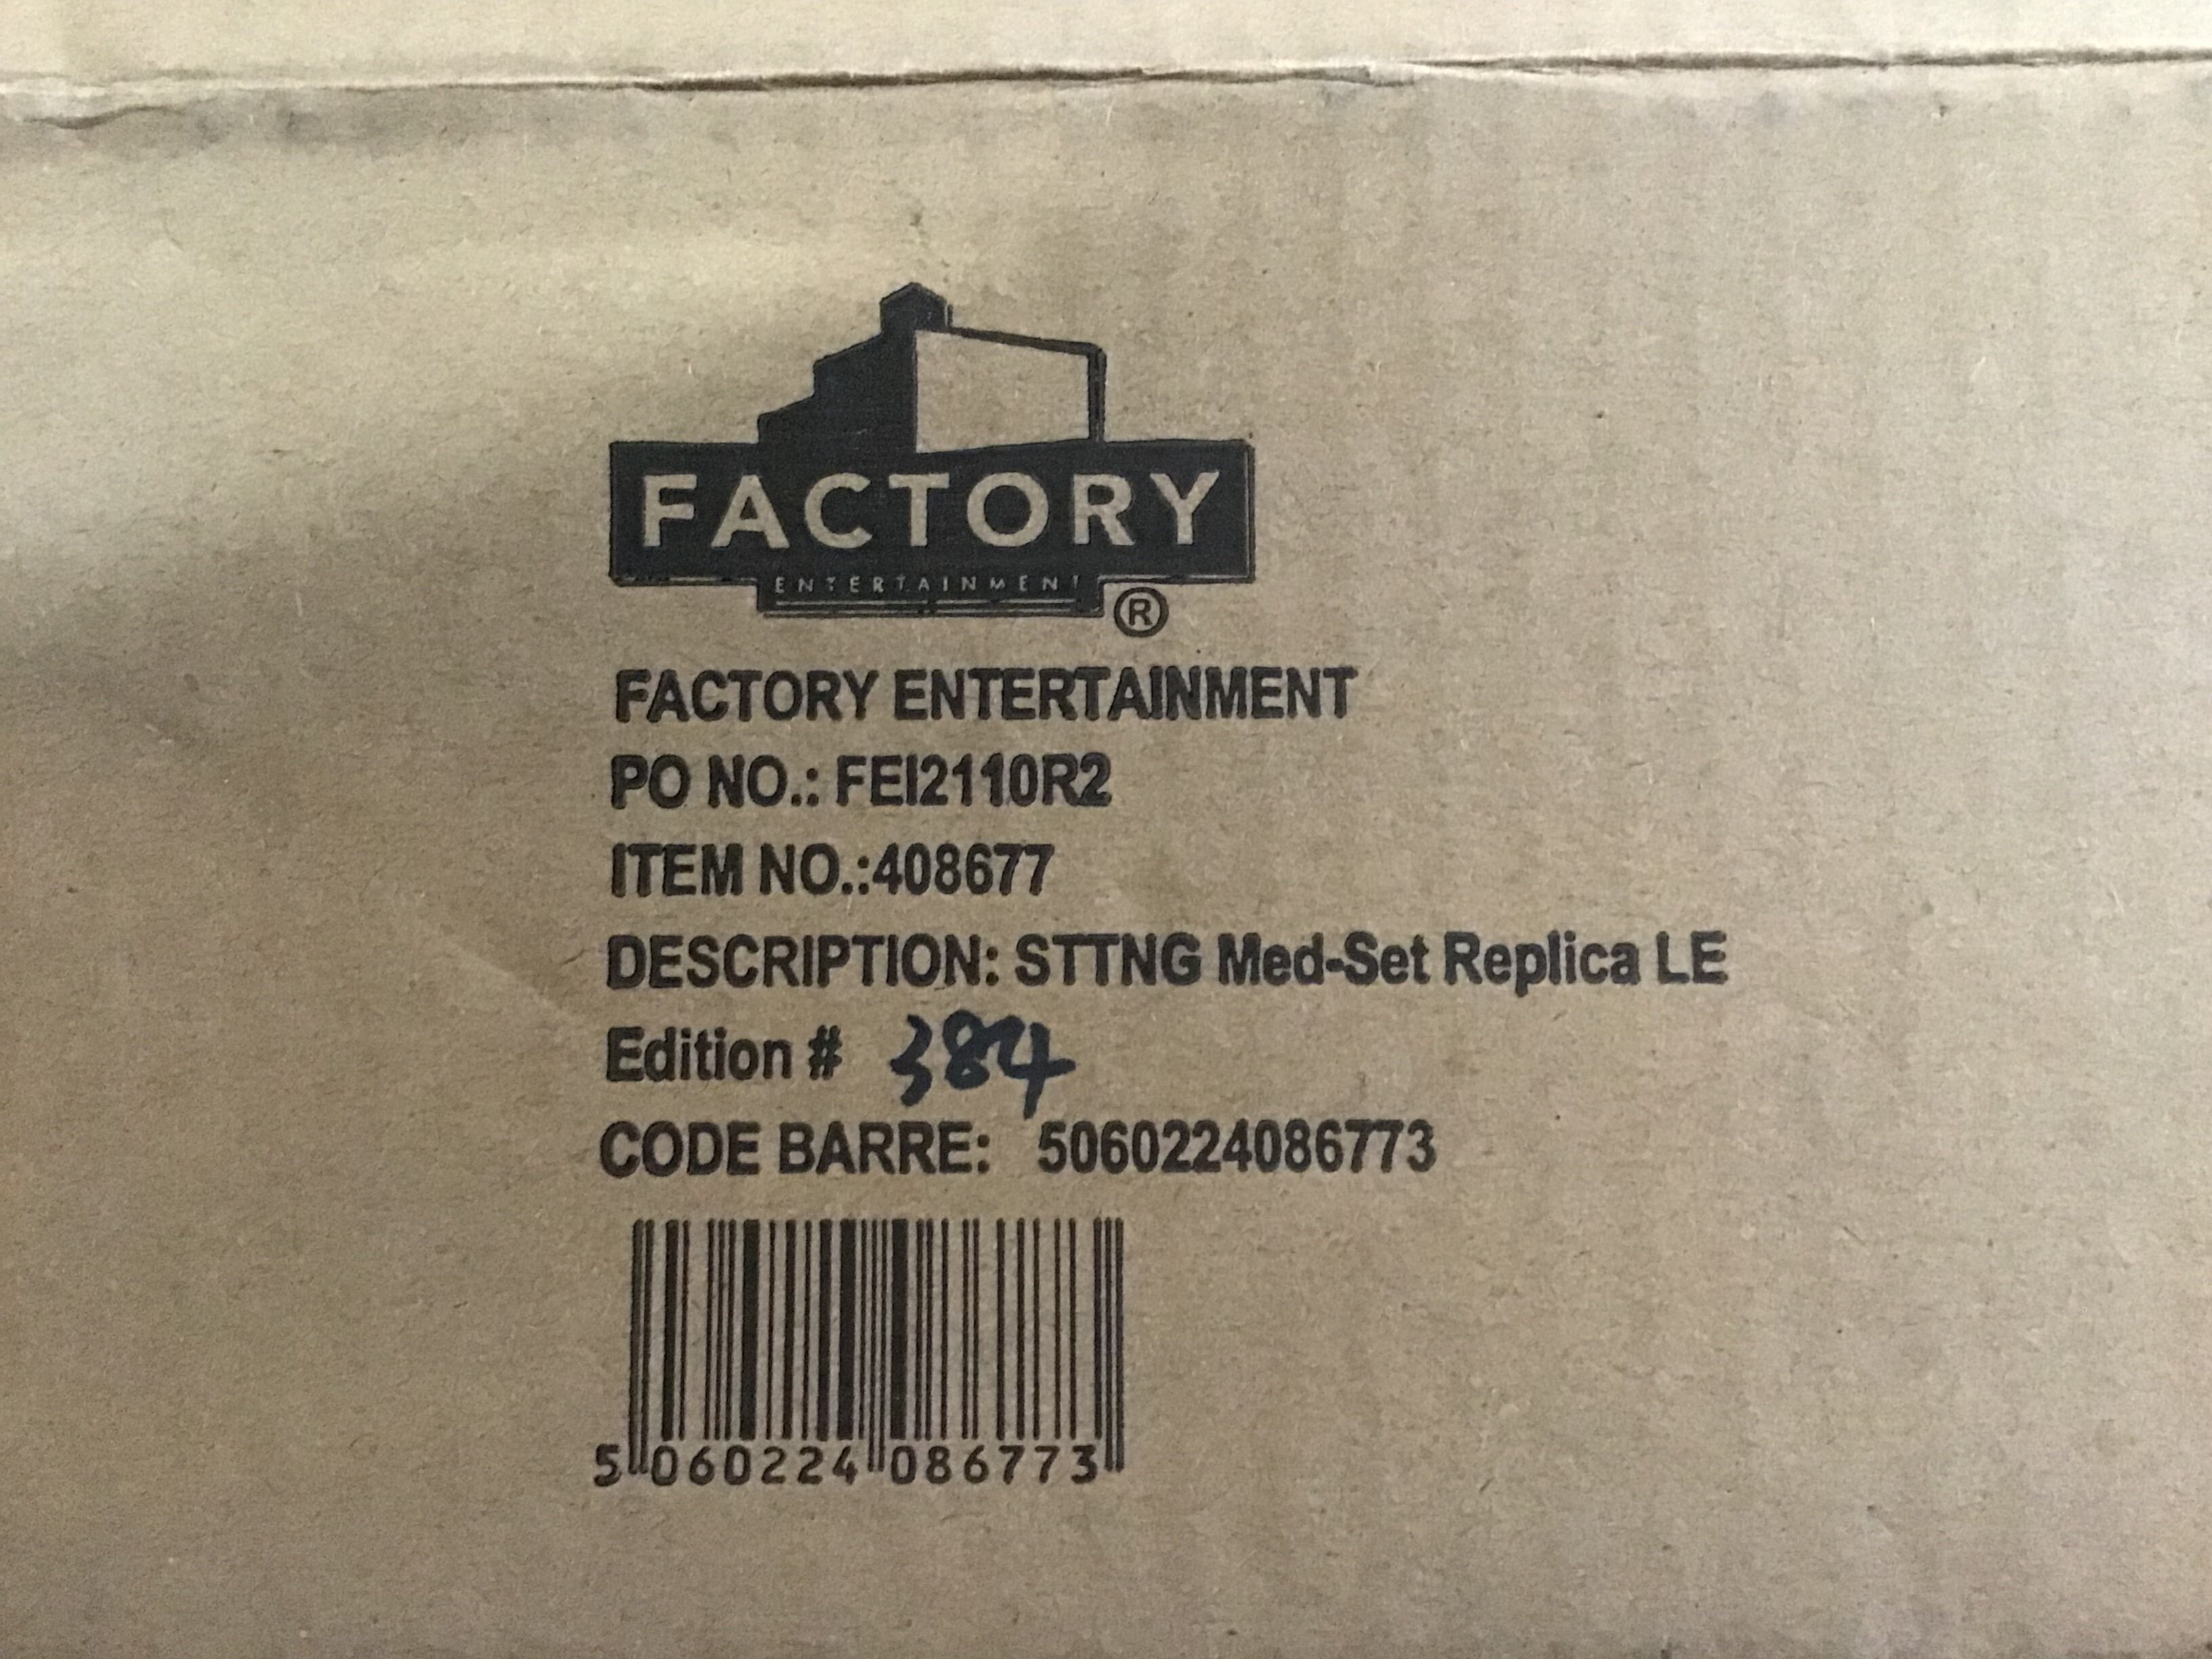 FACTORY
ENTERTAINMENT
®
FACTORY ENTERTAINMENT
PO NO.: FEI2110R2
ITEM NO.:408677
DESCRIPTION: STTNG Med-Set Replica LE
Edition # 384
CODE BARRE: 5060224086773
5 060224 086773